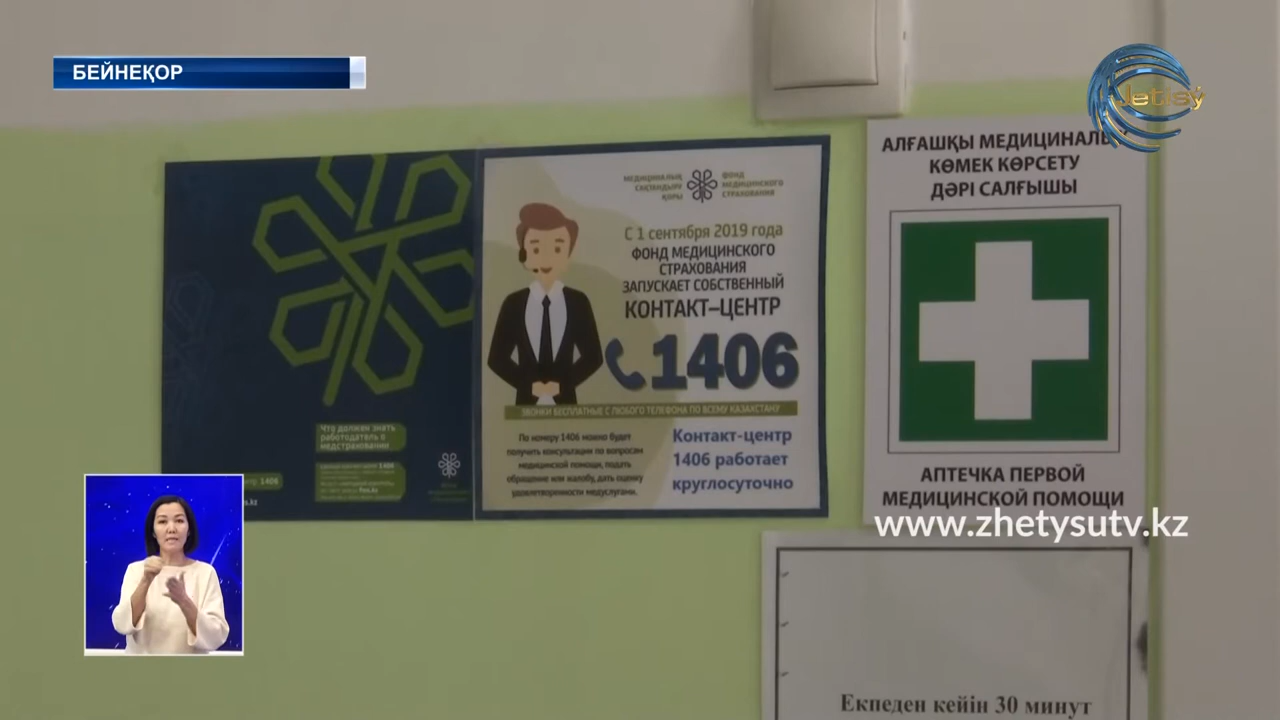 БЕЙНЕҚОР
Jetisý
МЕДИЦИНАЛЫҚ
САҚТАНДЫРУ
ҚОРЫ
ФОНД
МЕДИЦИНСКОГО
СТРАХОВАНИЯ
С 1 сентября 2019 года
ФОНД МЕДИЦИНСКОГО
СТРАХОВАНИЯ
ЗАПУСКАЕТ СОБСТВЕННЫЙ
КОНТАКТ–ЦЕНТР
1406
ЗВОНКИ БЕСПЛАТНЫЕ С ЛЮБОГО ТЕЛЕФОНА ПО ВСЕМУ КАЗАХСТАНУ
По номеру 1406 можно будет
получить консультацию по вопросам
медицинской помощи, подать
обращение или жалобу, дать оценку
удовлетворенности медуслугами.
Контакт-центр
1406 работает
круглосуточно
Что должен знать
работодатель о
медстраховании
1406
АЛҒАШҚЫ МЕДИЦИНАЛЫ
КӨМЕК КӨРСЕТУ
ДӘРІ САЛҒЫШЫ
АПТЕЧКА ПЕРВОЙ
МЕДИЦИНСКОЙ ПОМОЩИ
www.zhetysutv.kz
Екпеден кейін 30 минут